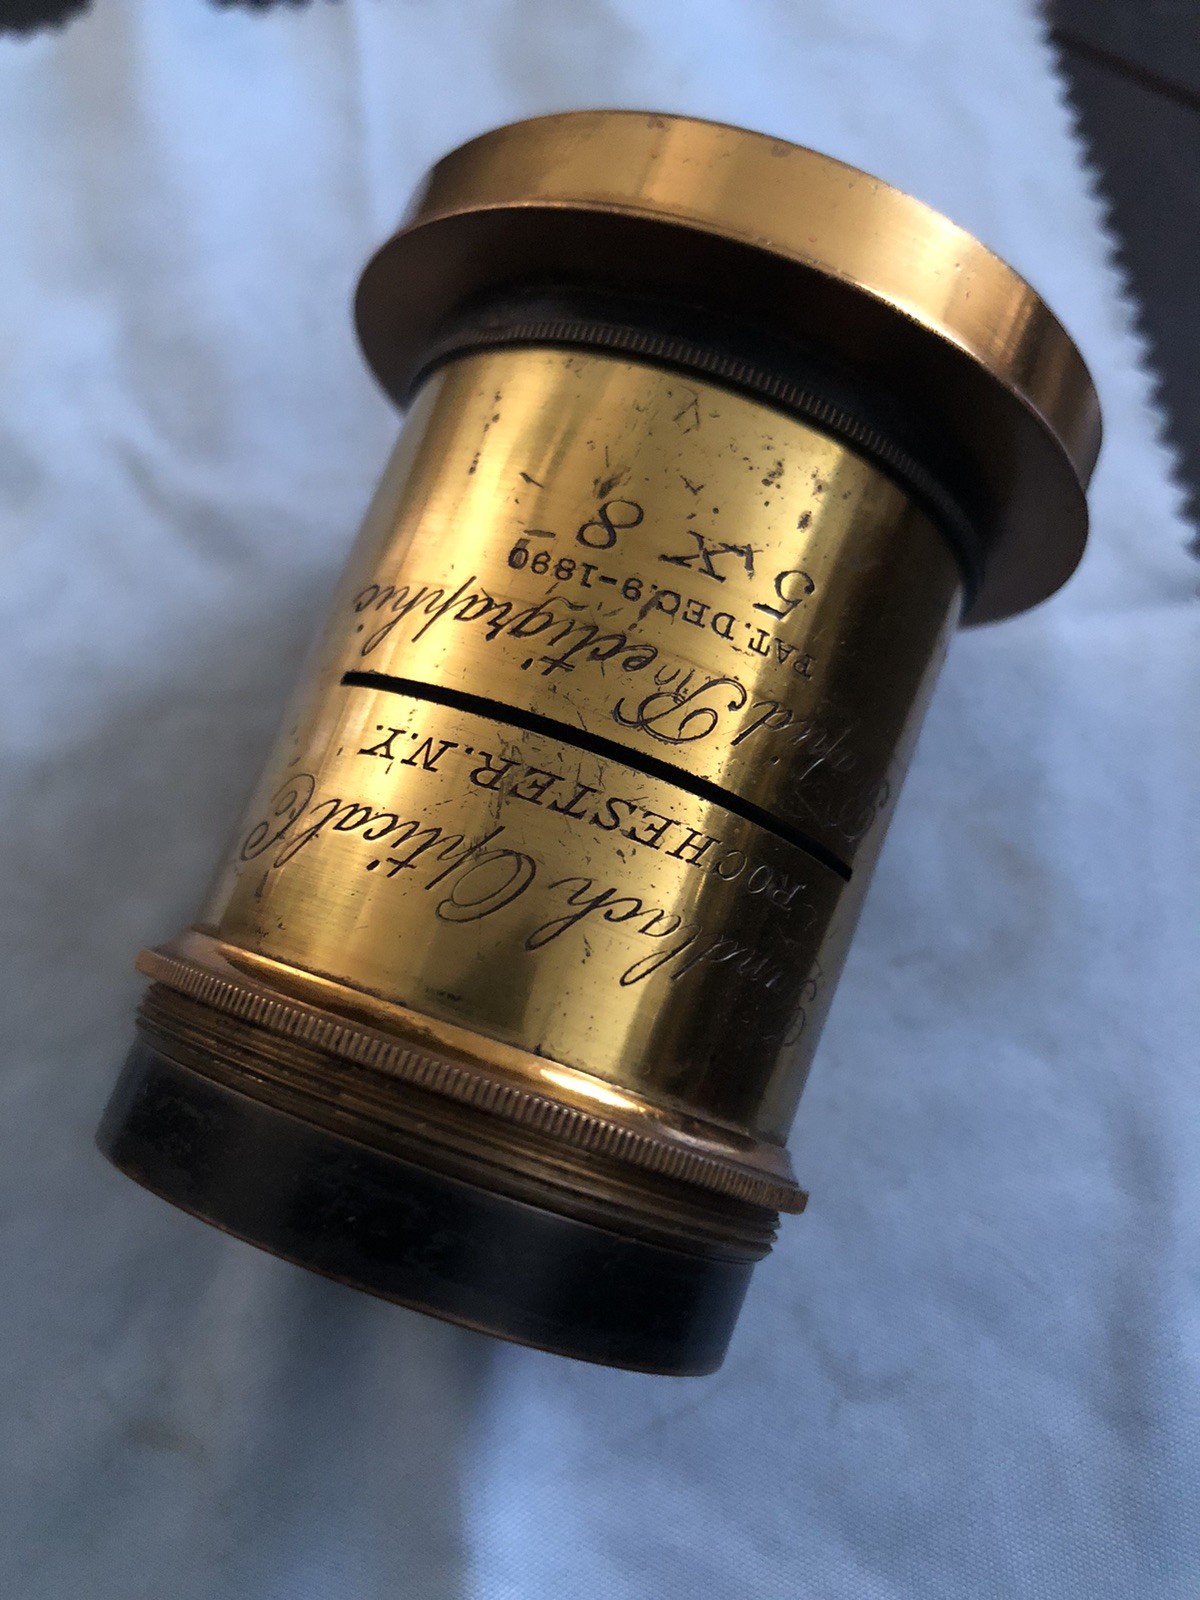 Gundlach Optical Co
ROCHESTER.N.Y.
Rapid Rectigraphic
PAT.DEC.9-1890
5 x 8